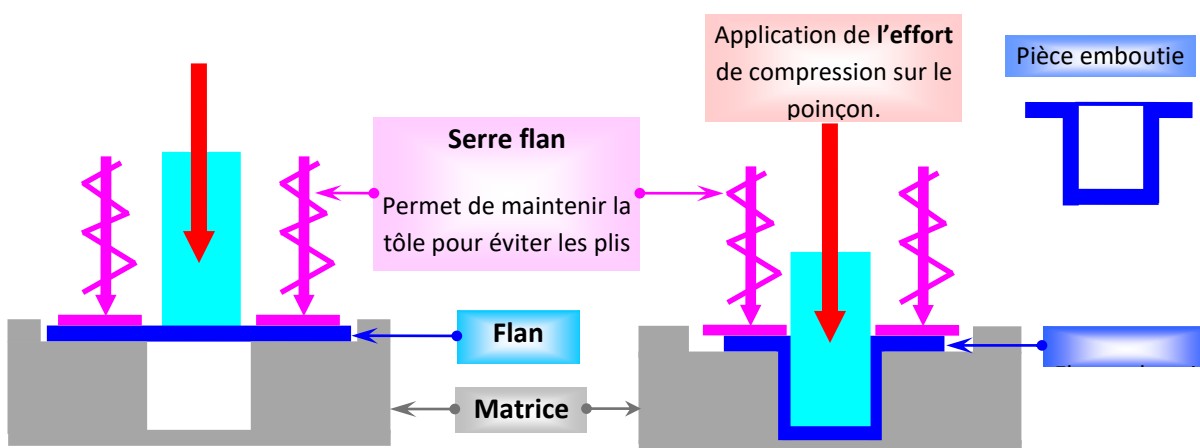 Application de l'effort
de compression sur le
poinçon.
Pièce emboutie
Serre flan
Permet de maintenir la
tôle pour éviter les plis
Flan
Matrice